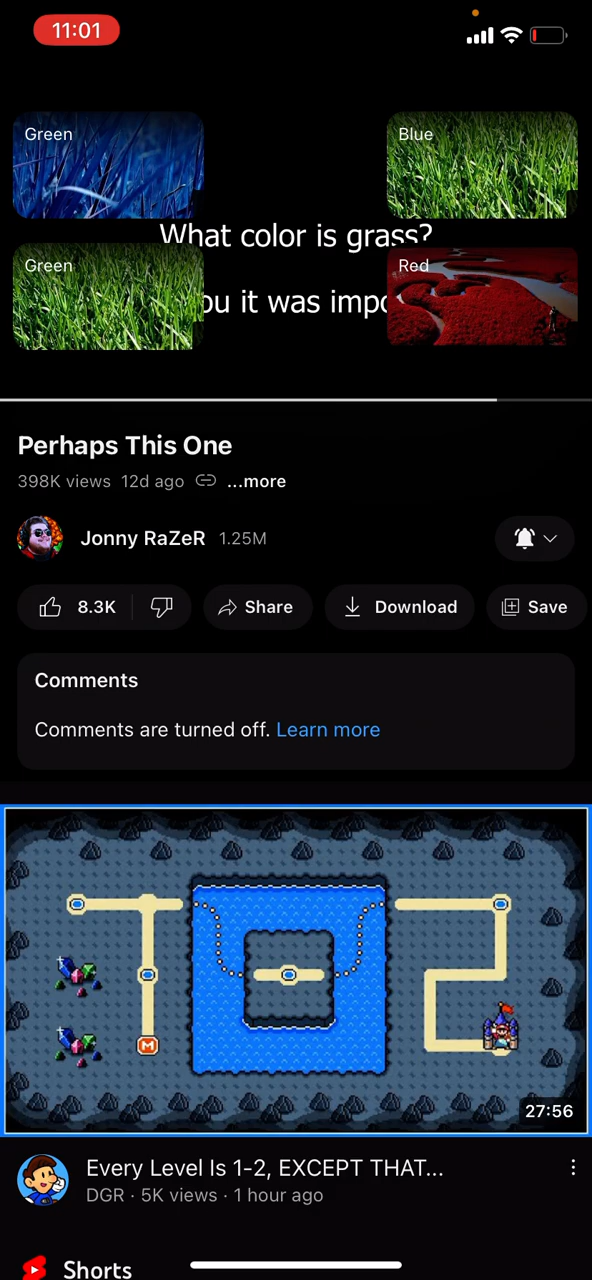 11:01
Green
Blue
What color is grass?
Green
Red
ou it was impo
Perhaps This One
398K views 12d ago ...more
Jonny RaZeR 1.25M
8.3K
Share
Download
Save
Comments
Comments are turned off. Learn more
M
27:56
Every Level Is 1-2, EXCEPT THAT...
DGR · 5K views · 1 hour ago
Shorts